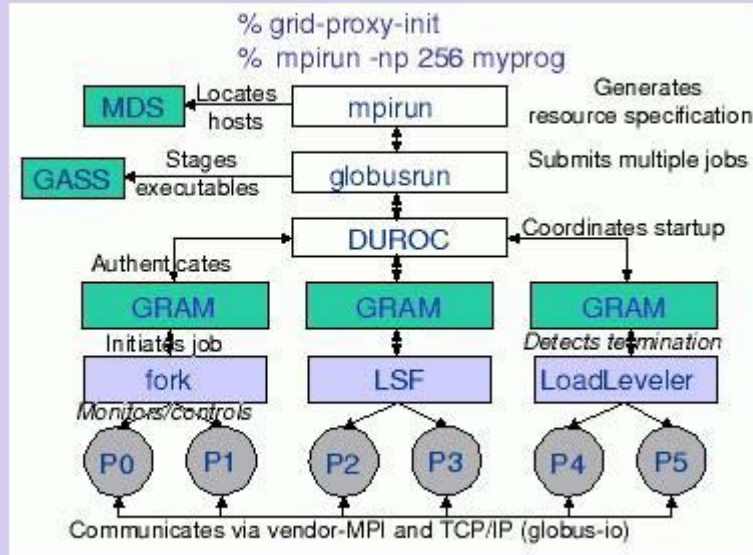 % grid-proxy-init
% mpirun -np 256 myprog
MDS
Locates
hosts
mpirun
Generates
resource specification
GASS
Stages
executables
globusrun
Submits multiple jobs
DUROC
Coordinates startup
Authenticates
GRAM
GRAM
GRAM
Initiates job
Detects termination
fork
LSF
LoadLeveler
Monitors/controls
P0
P1
P2
P3
P4
P5
Communicates via vendor-MPI and TCP/IP (globus-io)